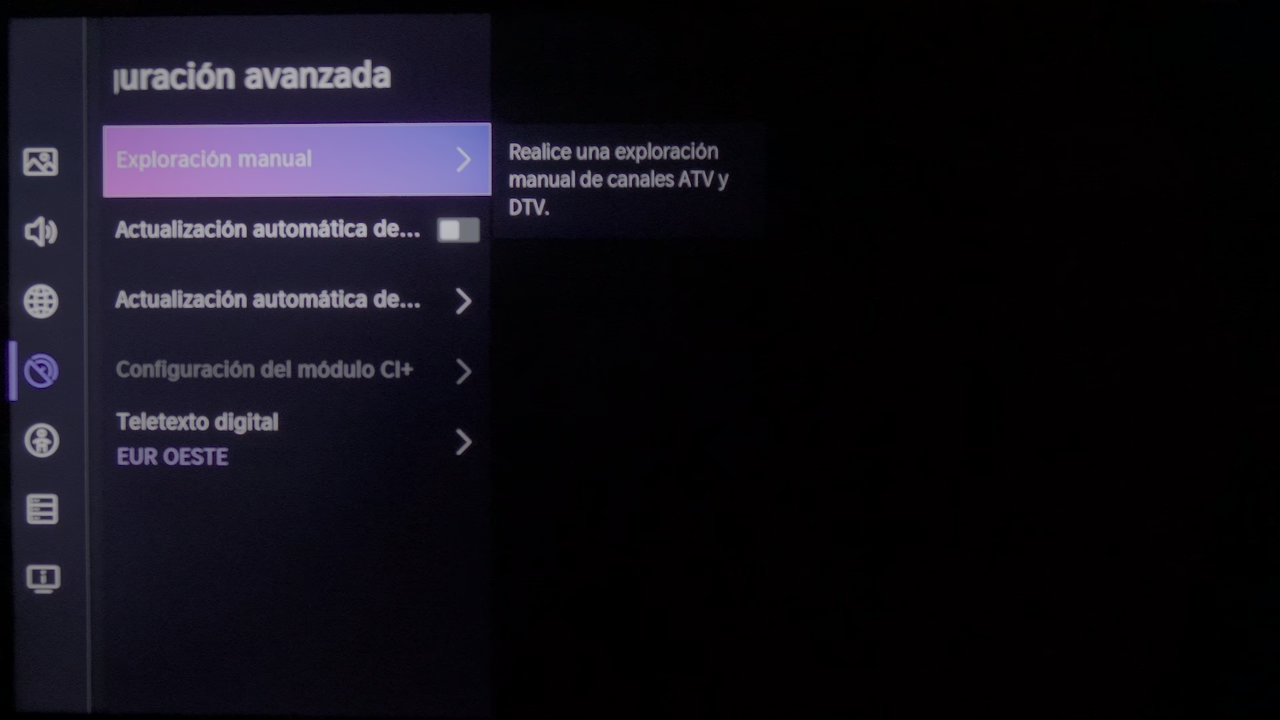 uración avanzada
Exploración manual
Realice una exploración
manual de canales ATV y
DTV.
Actualización automática de...
Actualización automática de...
Configuración del módulo CI+
Teletexto digital
EUR OESTE